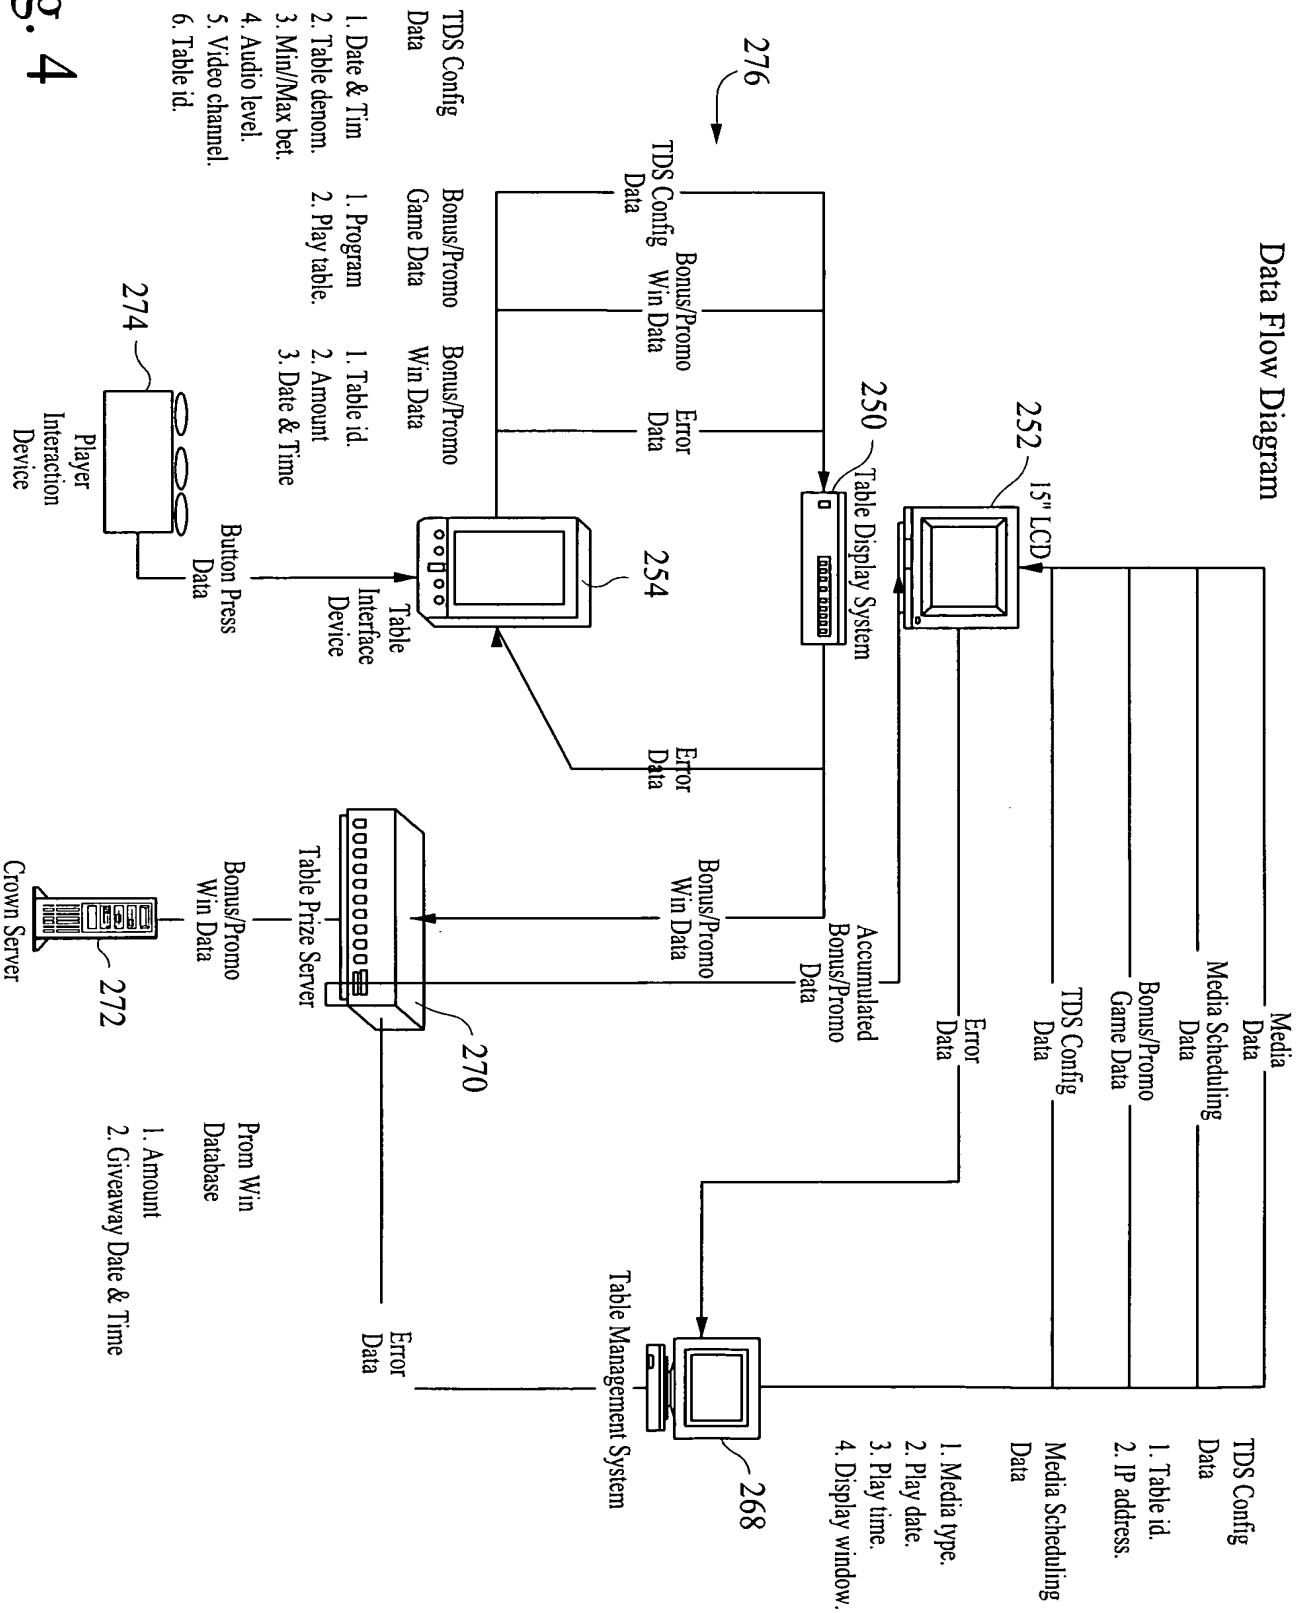 Data Flow Diagram
Media
Data
Media Scheduling
Data
Bonus/Promo
Game Data
TDS Config
Data
TDS Config
Data
1. Table id.
2. IP address.
Media Scheduling
Data
1. Media type.
2. Play date.
3. Play time.
4. Display window.
252
15" LCD
Error
Data
250
Table Display System
Accumulated
Bonus/Promo
Data
268
Table Management System
276
TDS Config
Data
Bonus/Promo
Win Data
Error
Data
254
Table
Interface
Device
Error
Data
Bonus/Promo
Win Data
270
Table Prize Server
Error
Data
Button Press
Data
274
Player
Interaction
Device
Bonus/Promo
Win Data
272
Crown Server
Prom Win
Database
1. Amount
2. Giveaway Date & Time
TDS Config
Data
1. Date & Tim
2. Table denom.
3. Min//Max bet.
4. Audio level.
5. Video channel.
6. Table id.
Bonus/Promo
Game Data
1. Program
2. Play table.
Bonus/Promo
Win Data
1. Table id.
2. Amount
3. Date & Time
g. 4